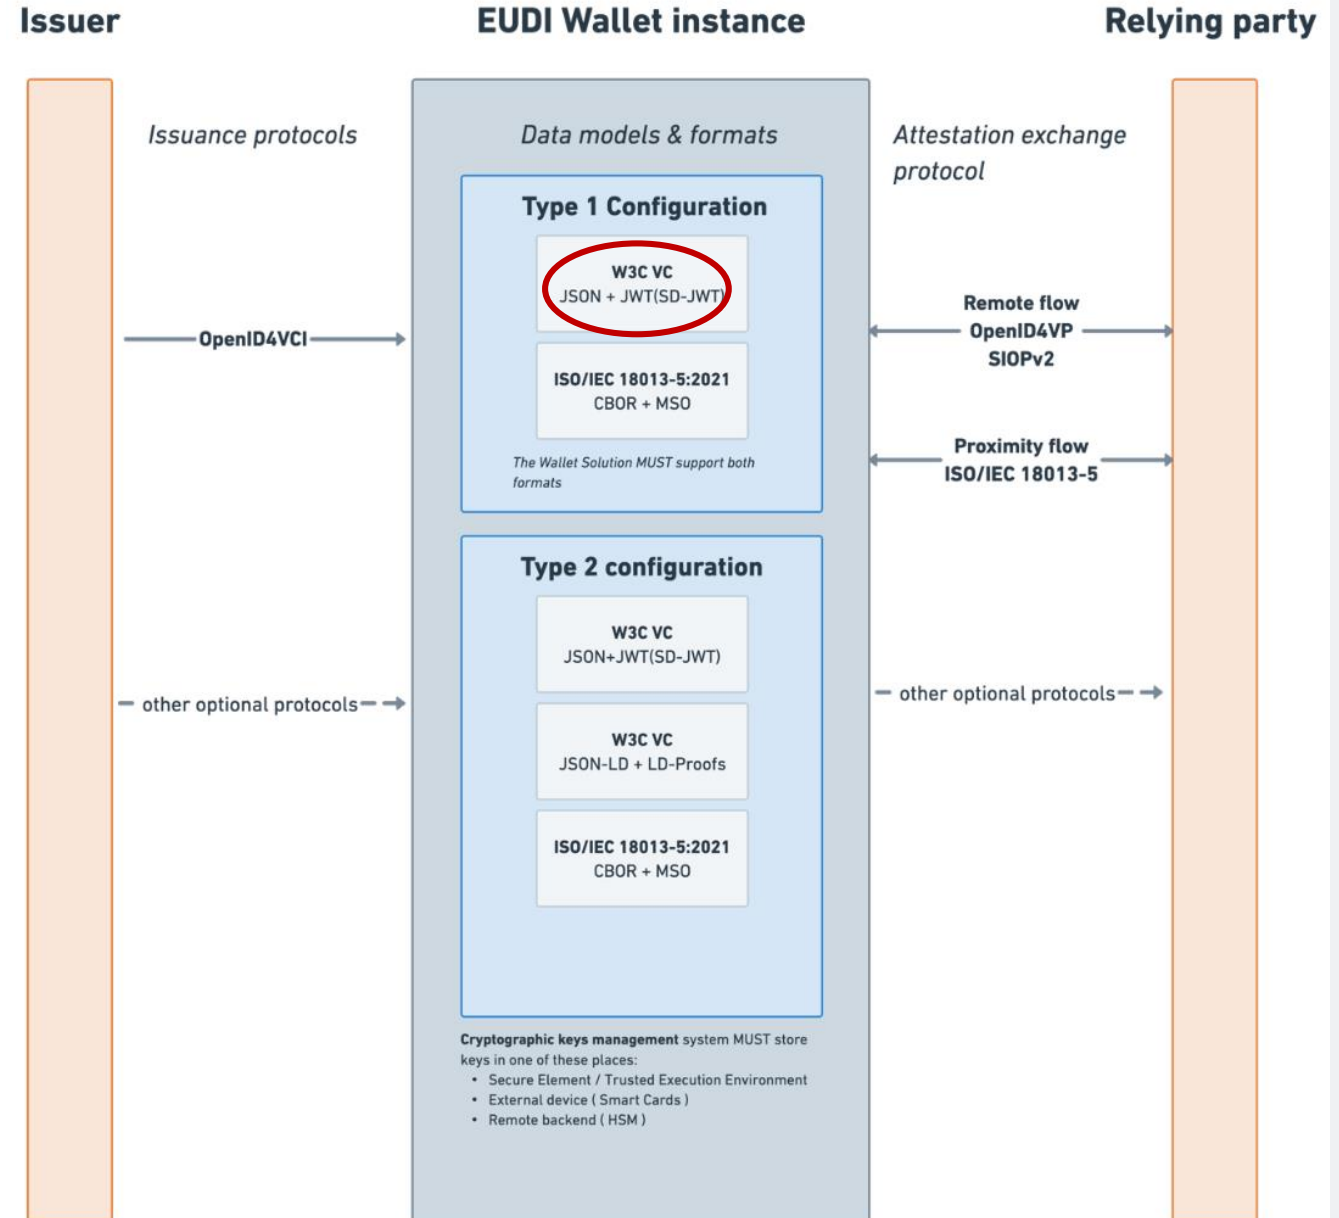 Issuer
EUDI Wallet instance
Relying party
Issuance protocols
Data models & formats
Attestation exchange
protocol
Type 1 Configuration
W3C VC
JSON + JWT(SD-JWT)
ISO/IEC 18013-5:2021
CBOR + MSO
The Wallet Solution MUST support both
formats
OpenID4VCI
Remote flow
OpenID4VP
SIOPv2
Proximity flow
ISO/IEC 18013-5
Type 2 configuration
W3C VC
JSON+JWT(SD-JWT)
W3C VC
JSON-LD + LD-Proofs
ISO/IEC 18013-5:2021
CBOR + MSO
other optional protocols
other optional protocols
Cryptographic keys management system MUST store
keys in one of these places:
• Secure Element / Trusted Execution Environment
• External device ( Smart Cards )
• Remote backend ( HSM )